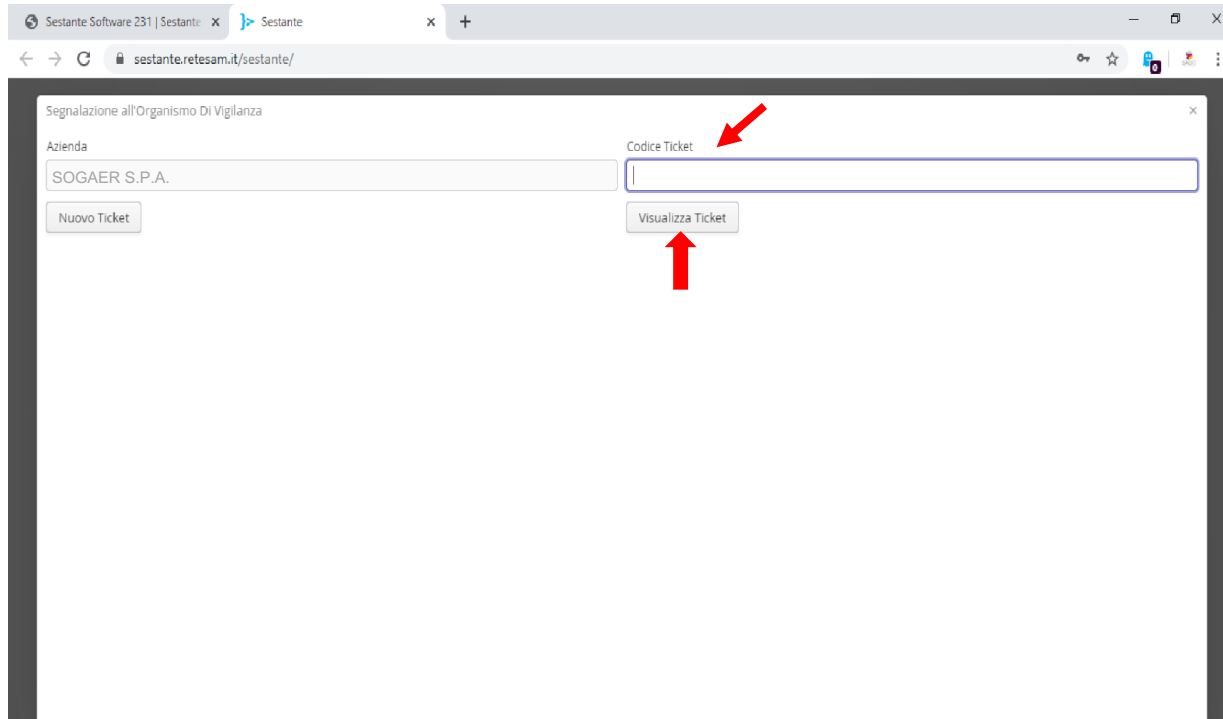 Sestante Software 231 | Sestante
Sestante
sestante.retesam.it/sestante/
0
Segnalazione all'Organismo Di Vigilanza
Azienda
Codice Ticket
SOGAER S.P.A.
Nuovo Ticket
Visualizza Ticket